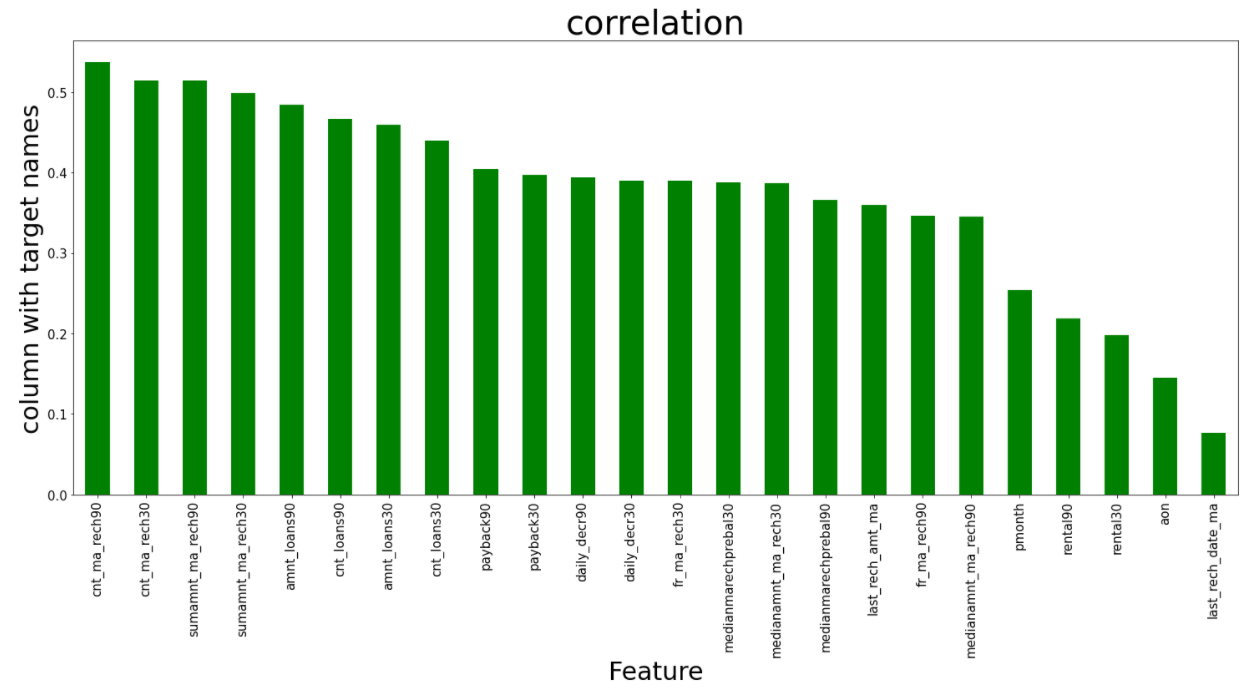 correlation
column with target names
0.5
0.4
0.3
0.2
0.1
0.0
cnt_ma_rech90
cnt_ma_rech30
sumamnt_ma_rech90
sumamnt_ma_rech30
amnt_loans90
cnt_loans90
amnt_loans30
cnt_loans30
payback90
payback30
daily_decr90
daily_decr30
fr_ma_rech30
medianmarechprebal30
medianamnt_ma_rech30
medianmarechprebal90
last_rech_amt_ma
fr_ma_rech90
medianamnt_ma_rech90
pmonth
rental90
rental30
aon
last_rech_date_ma
Feature